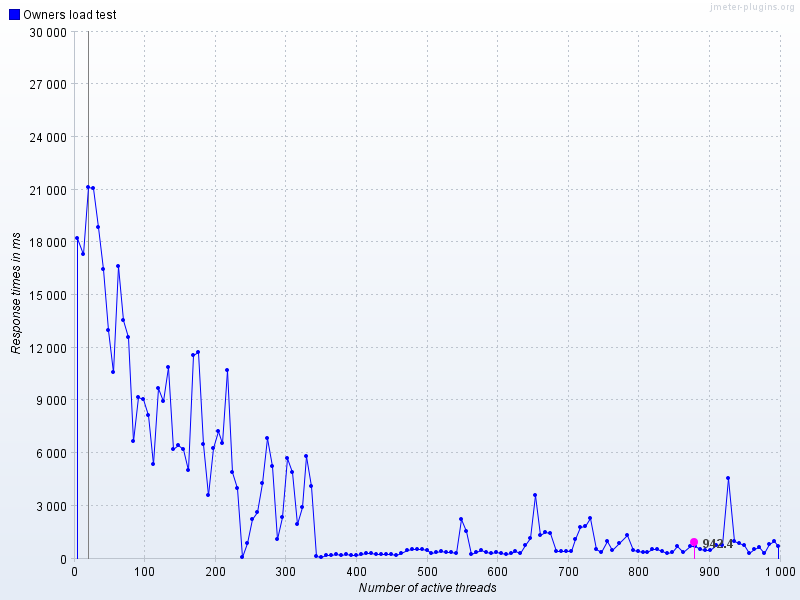 jmeter-plugins.org
Owners load test
30 000
27 000
24 000
21 000
18 000
15 000
12 000
9 000
6 000
3 000
0
Response times in ms
943.4
0 100 200 300 400 500 600 700 800 900 1 000
Number of active threads